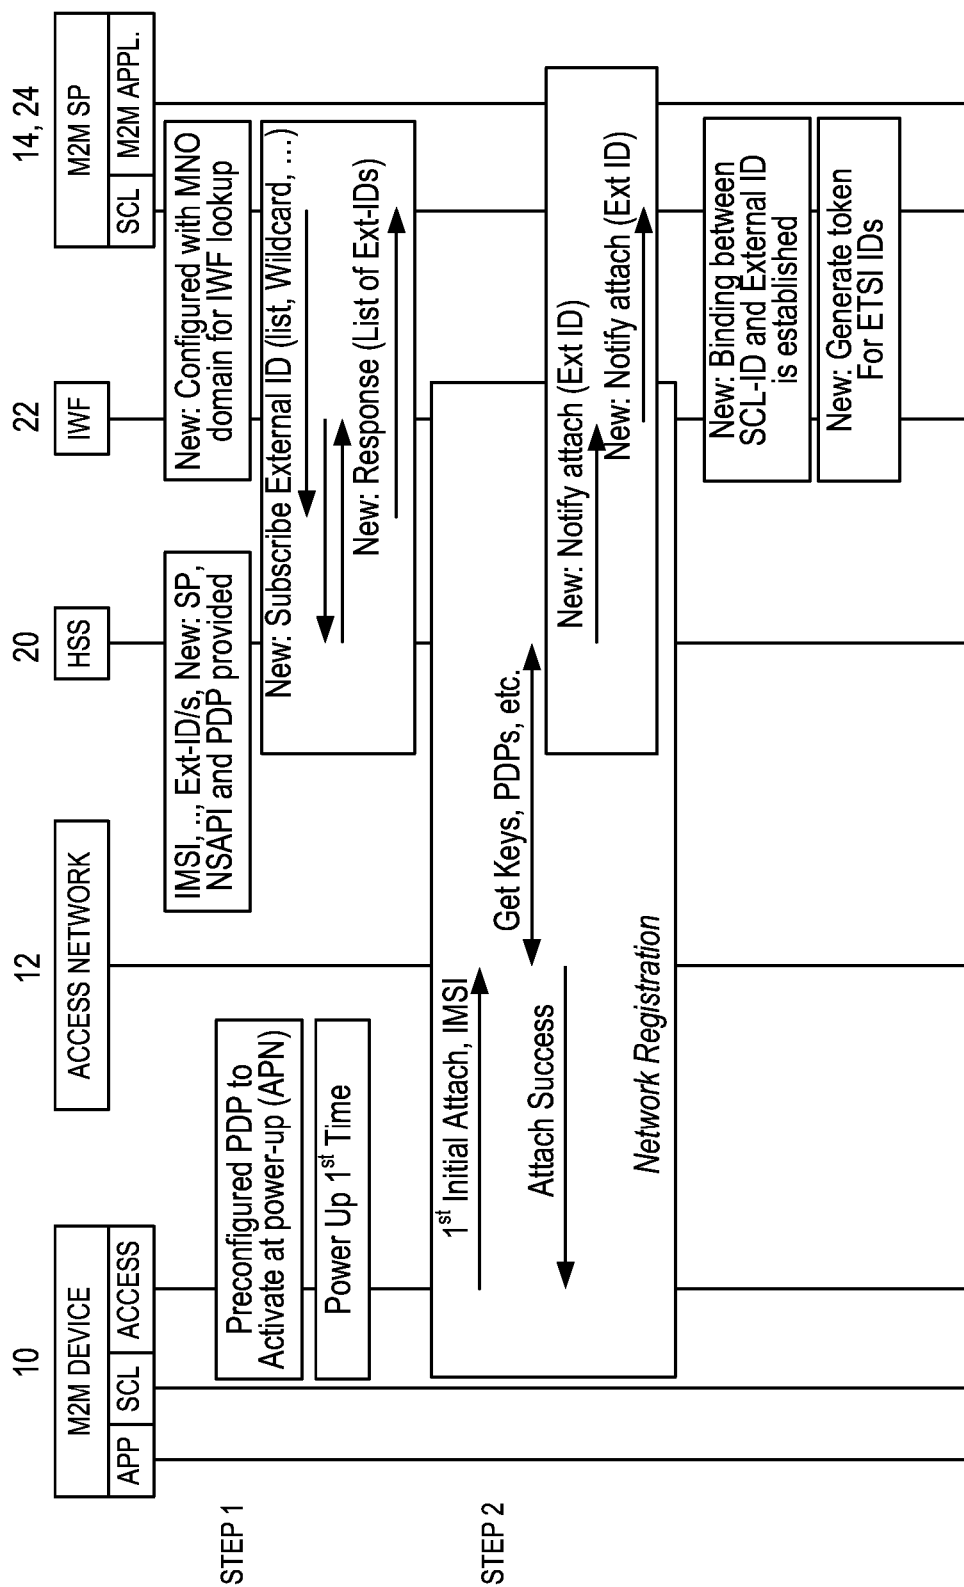 10
12
20
22
14, 24
M2M DEVICE
ACCESS NETWORK
HSS
IWF
M2M SP
APP
SCL
ACCESS
SCL
M2M APPL.
STEP 1
Preconfigured PDP to
Activate at power-up (APN)
Power Up 1st Time
IMSI, .., Ext-ID/s, New: SP,
NSAPI and PDP provided
New: Configured with MNO
domain for IWF lookup
New: Subscribe External ID (list, Wildcard, ...)
New: Response (List of Ext-IDs)
STEP 2
1st Initial Attach, IMSI
Get Keys, PDPs, etc.
Attach Success
New: Notify attach (Ext ID)
New: Notify attach (Ext ID)
Network Registration
New: Binding between
SCL-ID and External ID
is established
New: Generate token
For ETSI IDs